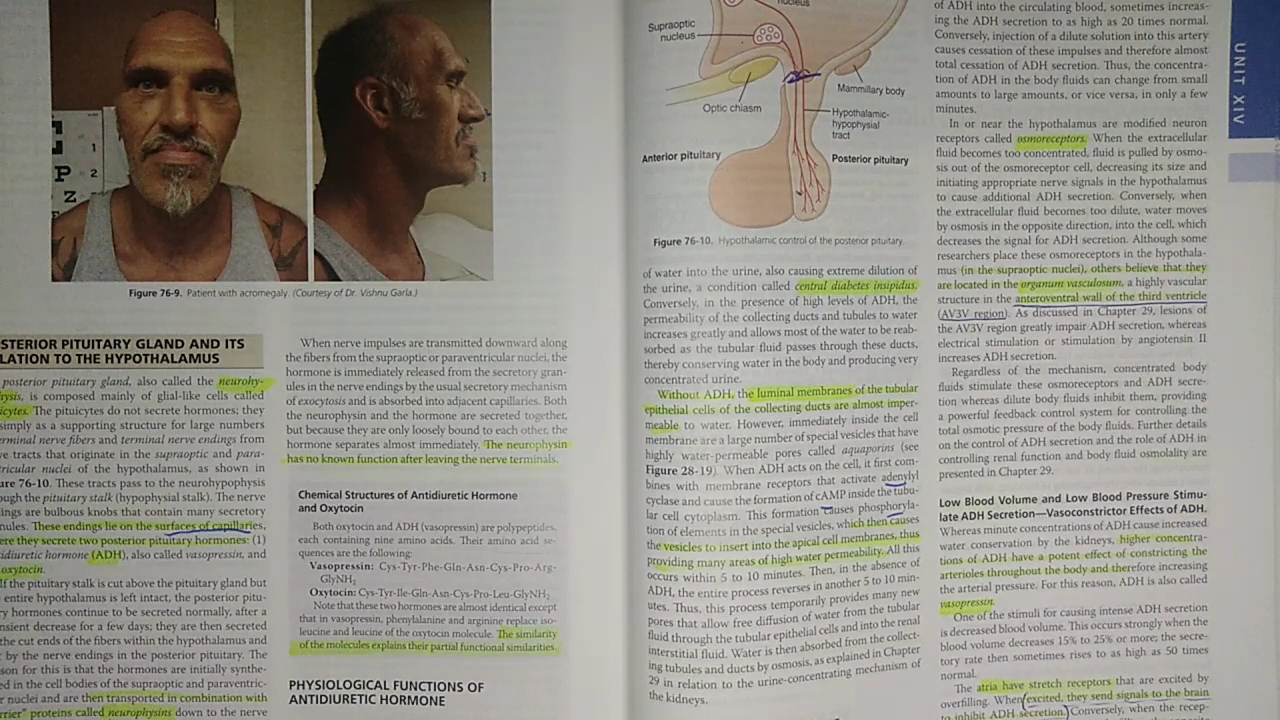 1
P 2
Z
Figure 76-9. Patient with acromegaly. (Courtesy of Dr. Vishnu Garla.)
STERIOR PITUITARY GLAND AND ITS
LATION TO THE HYPOTHALAMUS
posterior pituitary gland, also called the neurohy-
ysis, is composed mainly of glial-like cells called
icytes. The pituicytes do not secrete hormones; they
simply as a supporting structure for large numbers
erminal nerve fibers and terminal nerve endings from
ve tracts that originate in the supraoptic and para-
tricular nuclei of the hypothalamus, as shown in
ure 76-10. These tracts pass to the neurohypophysis
ough the pituitary stalk (hypophysial stalk). The nerve
ings are bulbous knobs that contain many secretory
nules. These endings lie on the surfaces of capillaries,
ere they secrete two posterior pituitary hormones: (1)
idiuretic hormone (ADH), also called vasopressin, and
oxytocin.
If the pituitary stalk is cut above the pituitary gland but
entire hypothalamus is left intact, the posterior pitu-
ry hormones continue to be secreted normally, after a
nsient decrease for a few days; they are then secreted
the cut ends of the fibers within the hypothalamus and
by the nerve endings in the posterior pituitary. The
son for this is that the hormones are initially synthe-
ed in the cell bodies of the supraoptic and paraventric-
r nuclei and are then transported in combination with
rrier" proteins called neurophysins down to the nerve
When nerve impulses are transmitted downward along
the fibers from the supraoptic or paraventricular nuclei, the
hormone is immediately released from the secretory gran-
ules in the nerve endings by the usual secretory mechanism
of exocytosis and is absorbed into adjacent capillaries. Both
the neurophysin and the hormone are secreted together,
but because they are only loosely bound to each other, the
hormone separates almost immediately. The neurophysin
has no known function after leaving the nerve terminals.
Chemical Structures of Antidiuretic Hormone
and Oxytocin
Both oxytocin and ADH (vasopressin) are polypeptides,
each containing nine amino acids. Their amino acid se-
quences are the following:
Vasopressin: Cys-Tyr-Phe-Gln-Asn-Cys-Pro-Arg-
GlyNH2
Oxytocin: Cys-Tyr-Ile-Gln-Asn-Cys-Pro-Leu-GlyNH2
Note that these two hormones are almost identical except
that in vasopressin, phenylalanine and arginine replace iso-
leucine and leucine of the oxytocin molecule. The similarity
of the molecules explains their partial functional similarities.
PHYSIOLOGICAL FUNCTIONS OF
ANTIDIURETIC HORMONE
nucleus
Supraoptic
nucleus
Optic chiasm
Mammillary body
Hypothalamic-
hypophysial
tract
Anterior pituitary
Posterior pituitary
Figure 76-10. Hypothalamic control of the posterior pituitary.
of water into the urine, also causing extreme dilution of
the urine, a condition called central diabetes insipidus.
Conversely, in the presence of high levels of ADH, the
permeability of the collecting ducts and tubules to water
increases greatly and allows most of the water to be reab-
sorbed as the tubular fluid passes through these ducts,
thereby conserving water in the body and producing very
concentrated urine.
Without ADH, the luminal membranes of the tubular
epithelial cells of the collecting ducts are almost imper-
meable to water. However, immediately inside the cell
membrane are a large number of special vesicles that have
highly water-permeable pores called aquaporins (see
Figure 28-19). When ADH acts on the cell, it first com-
bines with membrane receptors that activate adenylyl
cyclase and cause the formation of cAMP inside the tubu-
lar cell cytoplasm. This formation causes phosphoryla-
tion of elements in the special vesicles, which then causes
the vesicles to insert into the apical cell membranes, thus
providing many areas of high water permeability. All this
occurs within 5 to 10 minutes. Then, in the absence of
ADH, the entire process reverses in another 5 to 10 min-
utes. Thus, this process temporarily provides many new
pores that allow free diffusion of water from the tubular
fluid through the tubular epithelial cells and into the renal
interstitial fluid. Water is then absorbed from the collect-
ing tubules and ducts by osmosis, as explained in Chapter
29 in relation to the urine-concentrating mechanism of
the kidneys.
of ADH into the circulating blood, sometimes increas-
ing the ADH secretion to as high as 20 times normal.
Conversely, injection of a dilute solution into this artery
causes cessation of these impulses and therefore almost
total cessation of ADH secretion. Thus, the concentra-
tion of ADH in the body fluids can change from small
amounts to large amounts, or vice versa, in only a few
minutes.
In or near the hypothalamus are modified neuron
receptors called osmoreceptors. When the extracellular
fluid becomes too concentrated, fluid is pulled by osmo-
sis out of the osmoreceptor cell, decreasing its size and
initiating appropriate nerve signals in the hypothalamus
to cause additional ADH secretion. Conversely, when
the extracellular fluid becomes too dilute, water moves
by osmosis in the opposite direction, into the cell, which
decreases the signal for ADH secretion. Although some
researchers place these osmoreceptors in the hypothala-
mus (in the supraoptic nuclei), others believe that they
are located in the organum vasculosum, a highly vascular
structure in the anteroventral wall of the third ventricle
(AV3V region). As discussed in Chapter 29, lesions of
the AV3V region greatly impair ADH secretion, whereas
electrical stimulation or stimulation by angiotensin II
increases ADH secretion.
Regardless of the mechanism, concentrated body
fluids stimulate these osmoreceptors and ADH secre-
tion whereas dilute body fluids inhibit them, providing
a powerful feedback control system for controlling the
total osmotic pressure of the body fluids. Further details
on the control of ADH secretion and the role of ADH in
controlling renal function and body fluid osmolality are
presented in Chapter 29.
Low Blood Volume and Low Blood Pressure Stimu-
late ADH Secretion—Vasoconstrictor Effects of ADH.
Whereas minute concentrations of ADH cause increased
water conservation by the kidneys, higher concentra-
tions of ADH have a potent effect of constricting the
arterioles throughout the body and therefore increasing
the arterial pressure. For this reason, ADH is also called
vasopressin.
One of the stimuli for causing intense ADH secretion
is decreased blood volume. This occurs strongly when the
blood volume decreases 15% to 25% or more; the secre-
tory rate then sometimes rises to as high as 50 times
normal.
The atria have stretch receptors that are excited by
overfilling. When excited, they send signals to the brain
to inhibit ADH secretion. Conversely, when the recep-
UNIT XIV